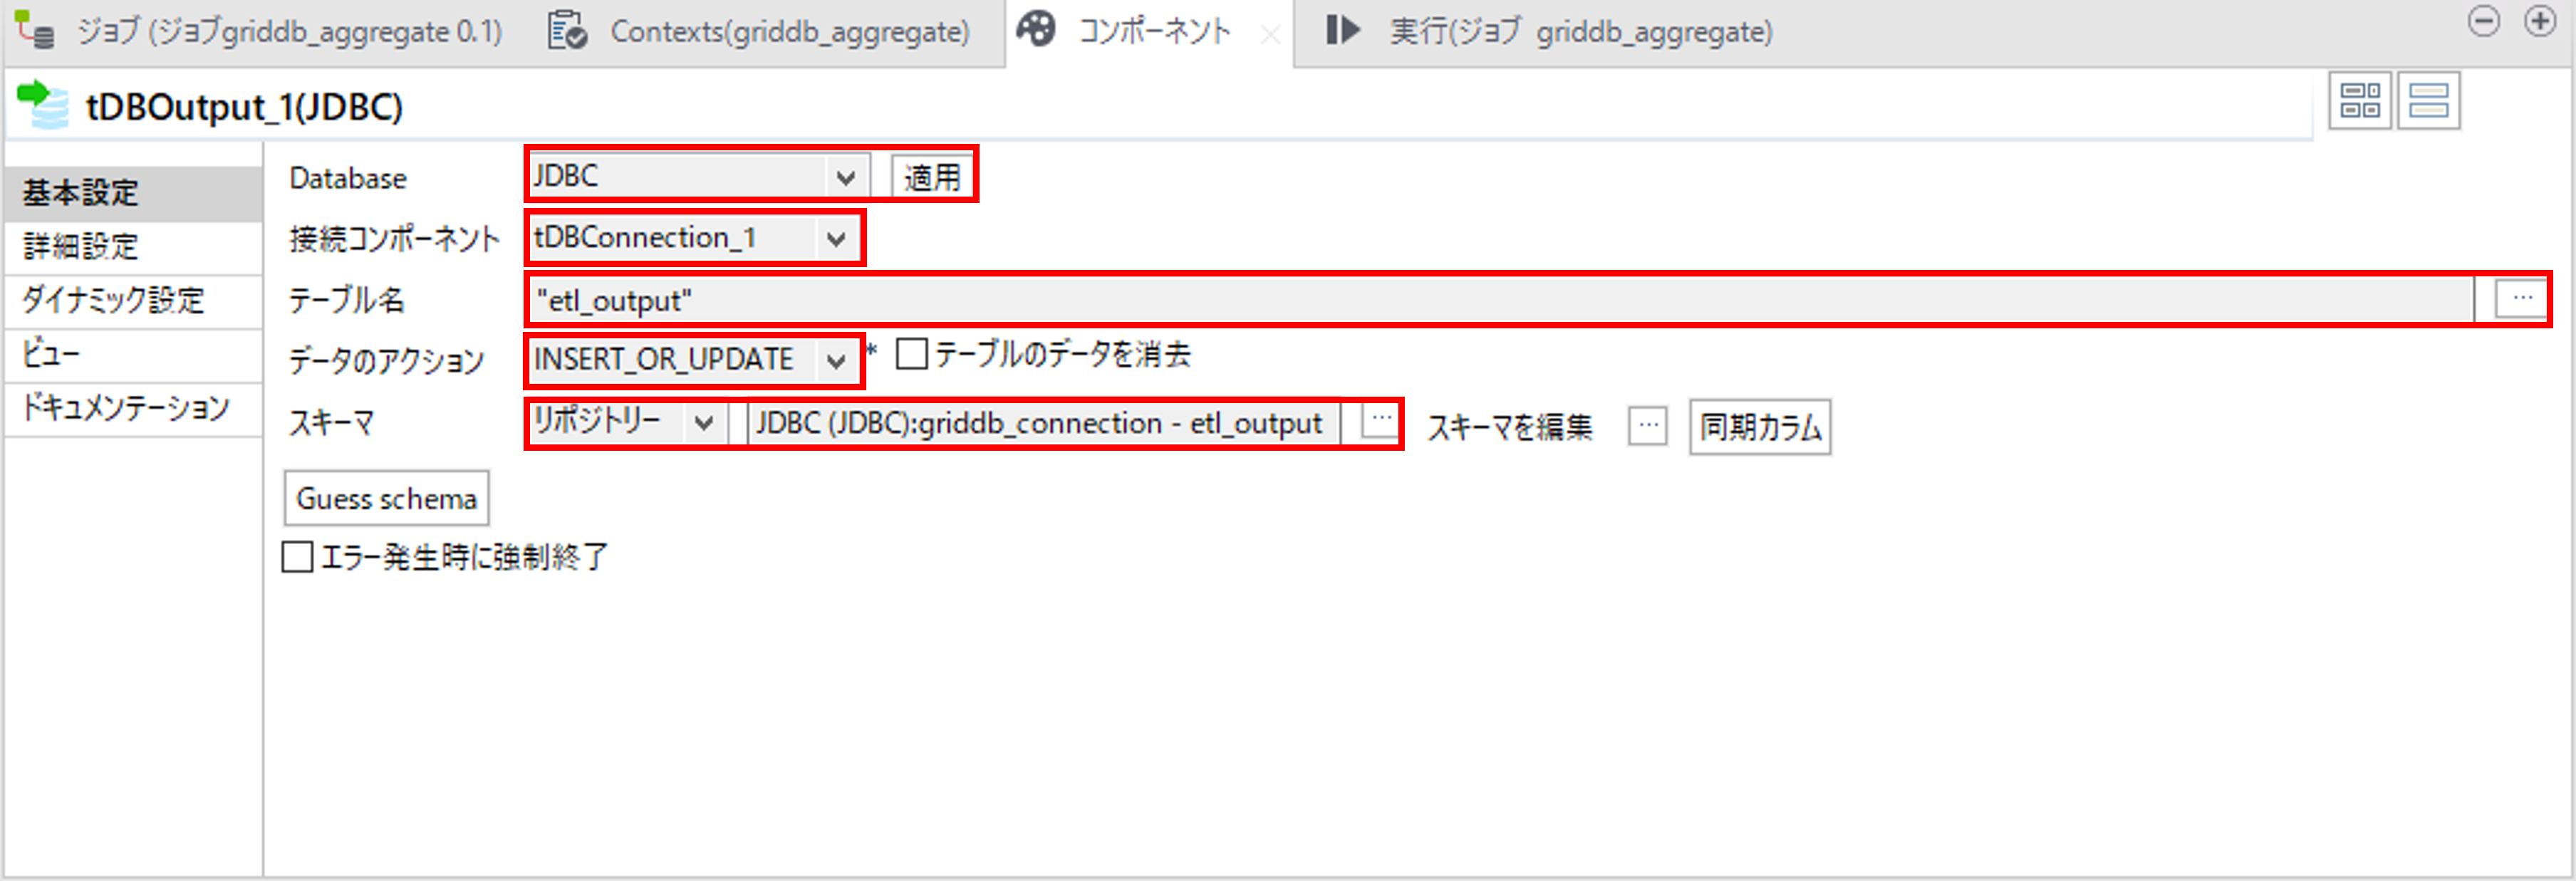 ジョブ (ジョブgriddb_aggregate 0.1) Contexts(griddb_aggregate) コンポーネント 実行(ジョブ griddb_aggregate)
tDBOutput_1(JDBC)
基本設定
詳細設定
ダイナミック設定
ビュー
ドキュメンテーション
Database JDBC 適用
接続コンポーネント tDBConnection_1
テーブル名 "etl_output" ...
データのアクション INSERT_OR_UPDATE * テーブルのデータを消去
スキーマ リポジトリー JDBC (JDBC):griddb_connection - etl_output ... スキーマを編集 ... 同期カラム
Guess schema
エラー発生時に強制終了